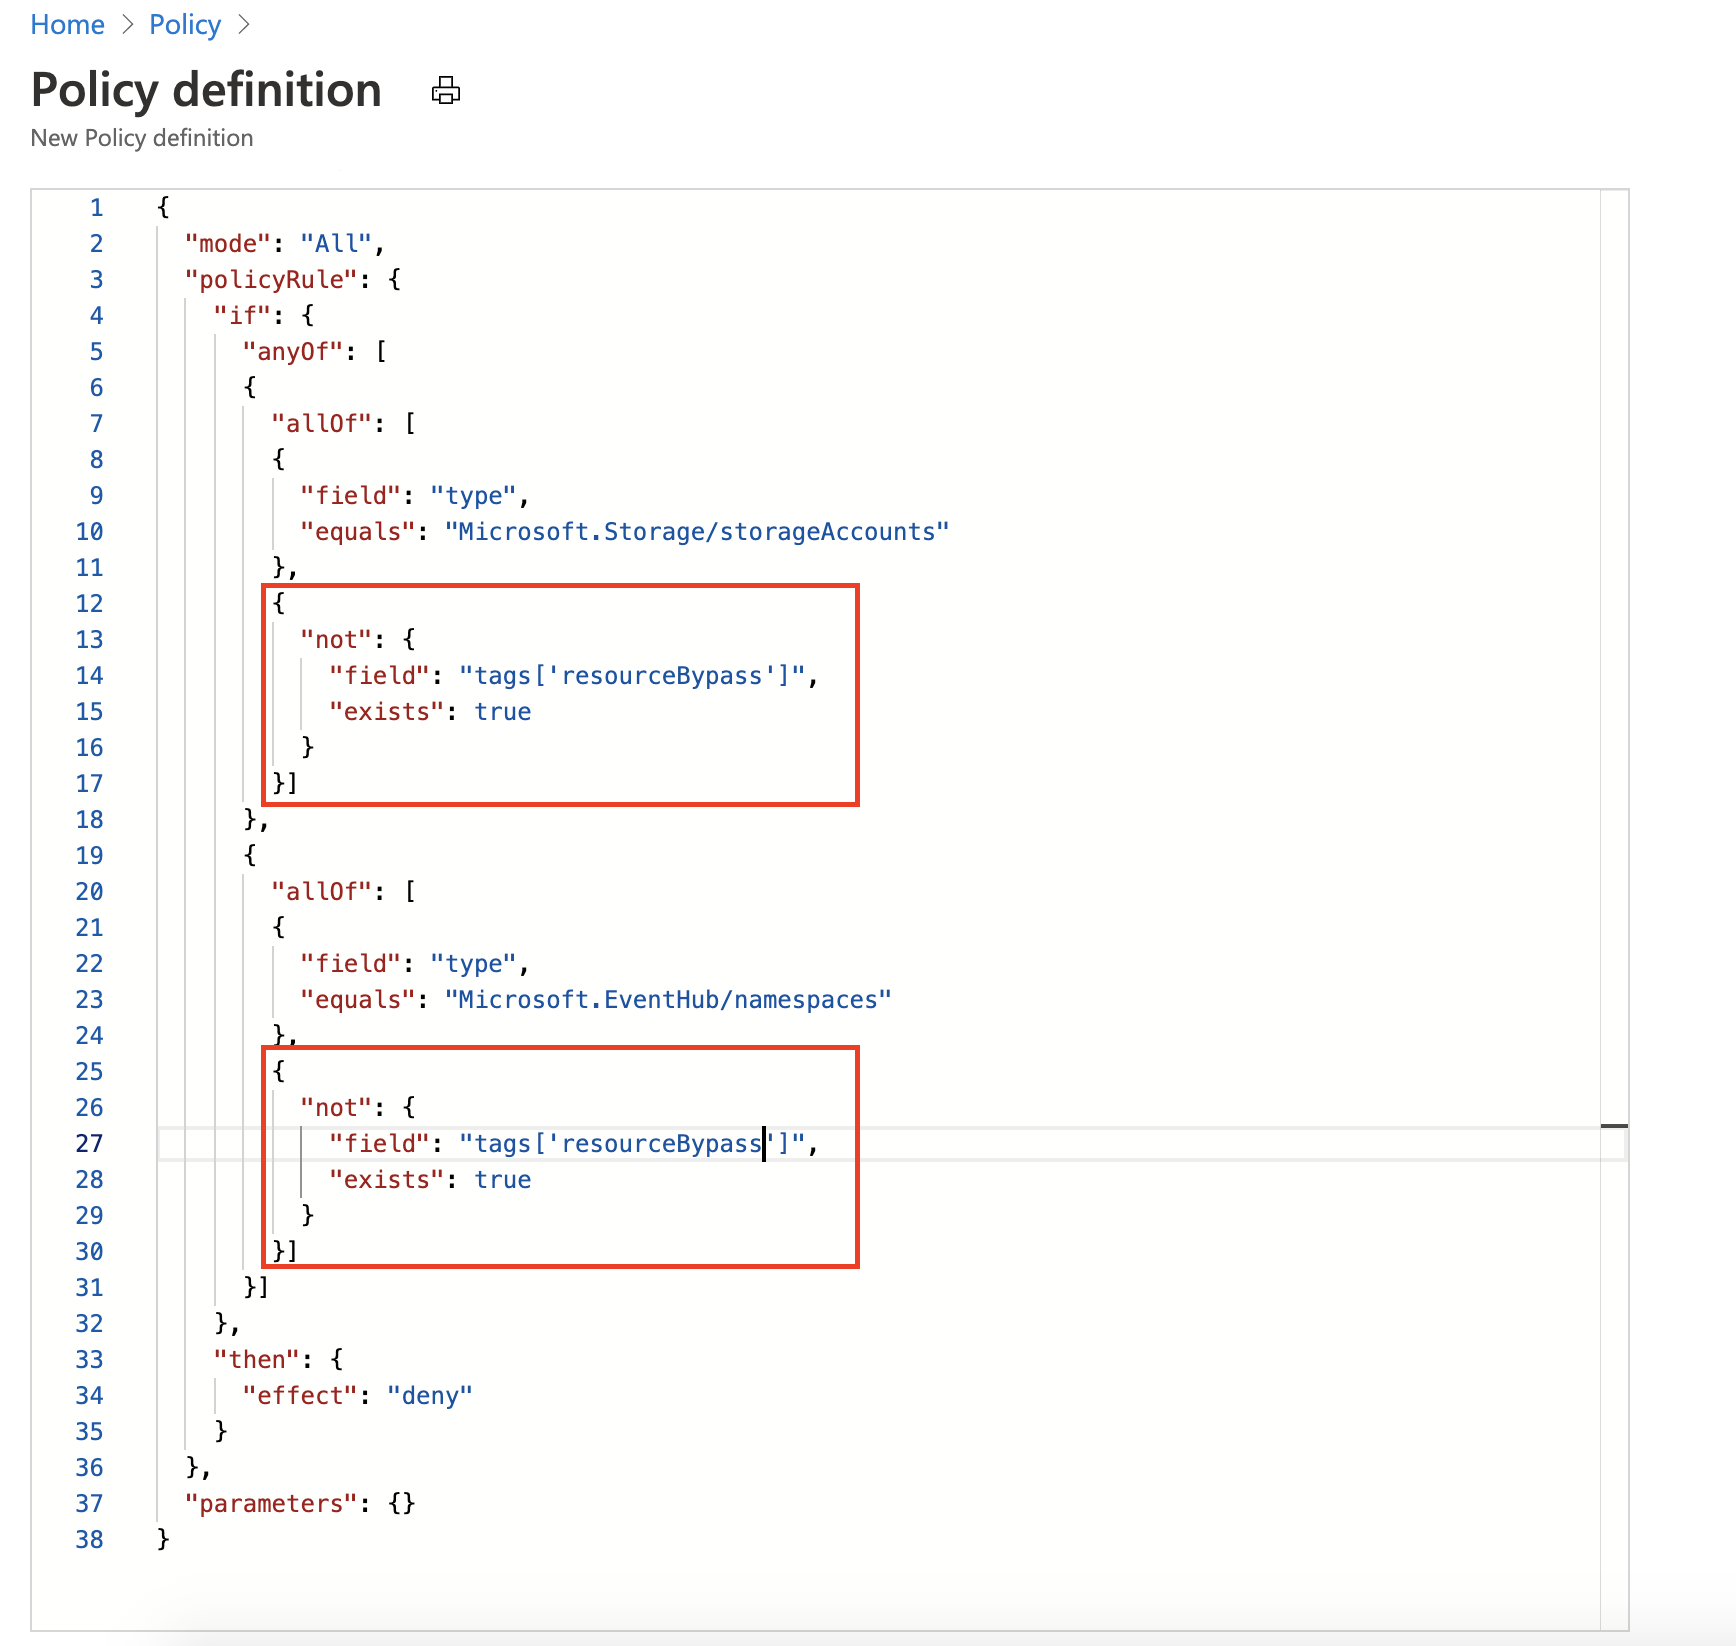 Home > Policy >
Policy definition
New Policy definition
1 {
2 "mode": "All",
3 "policyRule": {
4 "if": {
5 "anyOf": [
6 {
7 "allOf": [
8 {
9 "field": "type",
10 "equals": "Microsoft.Storage/storageAccounts"
11 },
12 {
13 "not": {
14 "field": "tags['resourceBypass']",
15 "exists": true
16 }
17 }]
18 },
19 {
20 "allOf": [
21 {
22 "field": "type",
23 "equals": "Microsoft.EventHub/namespaces"
24 },
25 {
26 "not": {
27 "field": "tags['resourceBypass']",
28 "exists": true
29 }
30 }]
31 }]
32 },
33 "then": {
34 "effect": "deny"
35 }
36 },
37 "parameters": {}
38 }